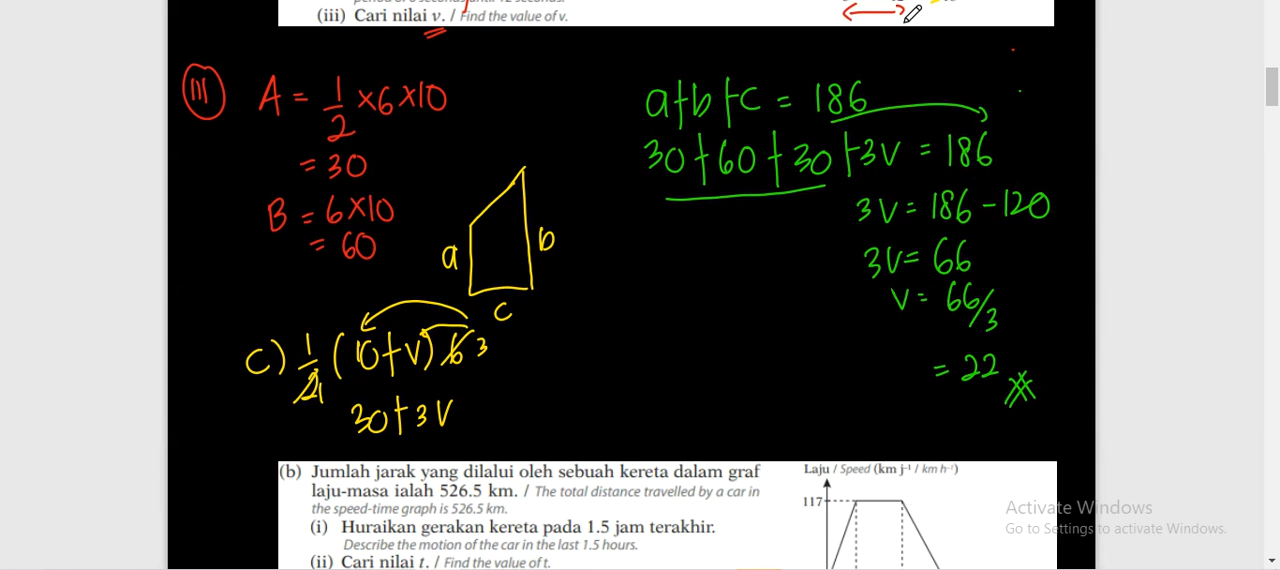 (iii) Cari nilai v. / Find the value of v.
(III) A = 1/2 × 6 × 10
= 30
B = 6 × 10
= 60
a
b
c
C) 1/2 (10 + v) 6 3
30 + 3v
a + b + c = 186
30 + 60 + 30 + 3v = 186
3v = 186 - 120
3v = 66
v = 66/3
= 22
(b) Jumlah jarak yang dilalui oleh sebuah kereta dalam graf
laju-masa ialah 526.5 km. / The total distance travelled by a car in
the speed-time graph is 526.5 km.
(i) Huraikan gerakan kereta pada 1.5 jam terakhir.
Describe the motion of the car in the last 1.5 hours.
(ii) Cari nilai t. / Find the value of t.
Laju / Speed (km j⁻¹ / km h⁻¹)
117
Activate Windows
Go to Settings to activate Windows.